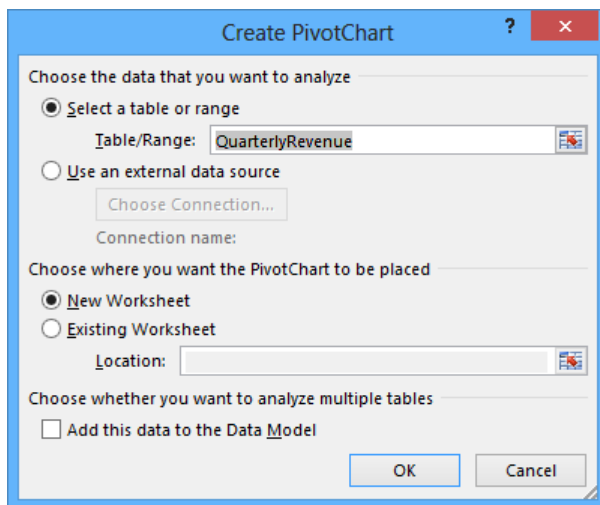 Create PivotChart
?
Choose the data that you want to analyze
Select a table or range
Table/Range: QuarterlyRevenue
Use an external data source
Choose Connection...
Connection name:
Choose where you want the PivotChart to be placed
New Worksheet
Existing Worksheet
Location:
Choose whether you want to analyze multiple tables
Add this data to the Data Model
OK Cancel